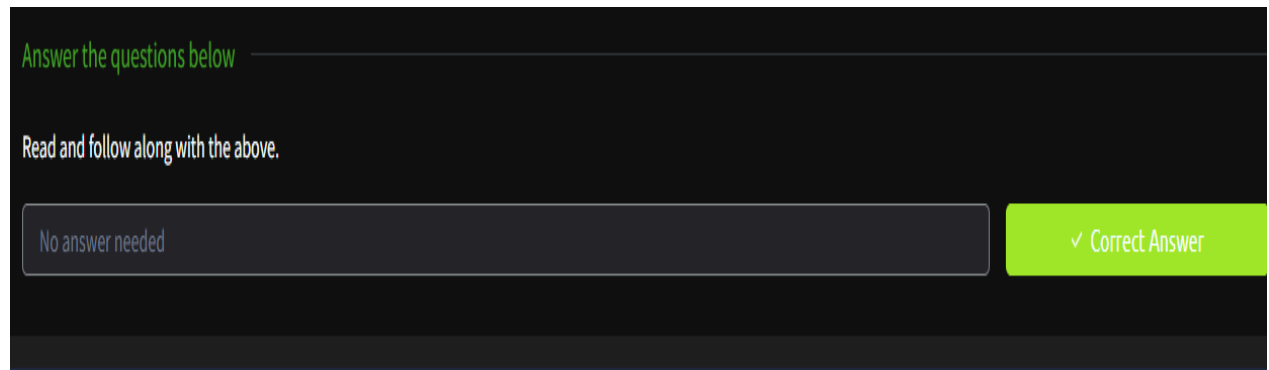 Answer the questions below
Read and follow along with the above.
No answer needed
✓ Correct Answer